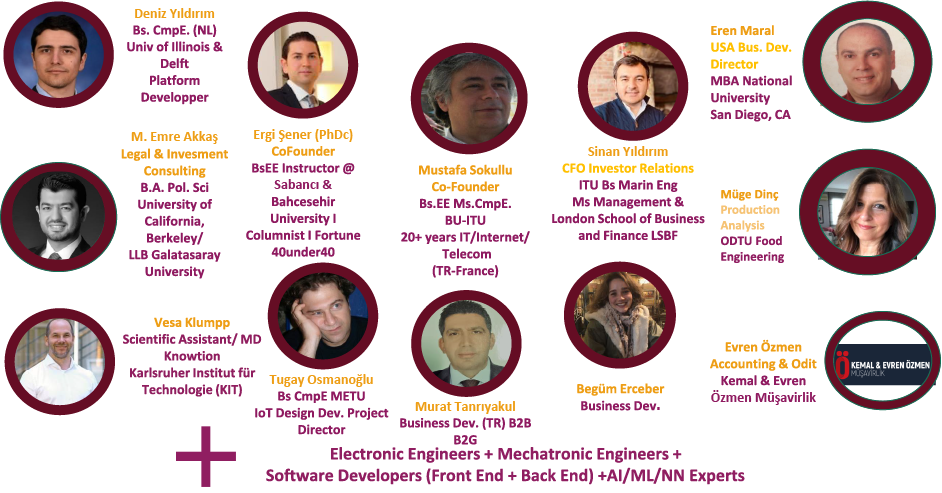 Deniz Yıldırım
Bs. CmpE. (NL)
Univ of Illinois &
Delft
Platform
Developper
M. Emre Akkaş
Legal & Invesment
Consulting
B.A. Pol. Sci
University of
California,
Berkeley/
LLB Galatasaray
University
Ergi Şener (PhDc)
CoFounder
BsEE Instructor @
Sabancı &
Bahcesehir
University I
Columnist I Fortune
40under40
Mustafa Sokullu
Co-Founder
Bs.EE Ms.CmpE.
BU-ITU
20+ years IT/Internet/
Telecom
(TR-France)
Sinan Yıldırım
CFO Investor Relations
ITU Bs Marin Eng
Ms Management &
London School of Business
and Finance LSBF
Eren Maral
USA Bus. Dev.
Director
MBA National
University
San Diego, CA
Müge Dinç
Production
Analysis
ODTU Food
Engineering
Vesa Klumpp
Scientific Assistant/ MD
Knowtion
Karlsruher Institut für
Technologie (KIT)
Tugay Osmanoğlu
Bs CmpE METU
IoT Design Dev. Project
Director
Murat Tanrıyakul
Business Dev. (TR) B2B
B2G
Begüm Erceber
Business Dev.
Evren Özmen
Accounting & Odit
Kemal & Evren
Özmen Müşavirlik
KEMAL & EVREN ÖZMEN
MÜŞAVİRLİK
+
Electronic Engineers + Mechatronic Engineers +
Software Developers (Front End + Back End) +AI/ML/NN Experts